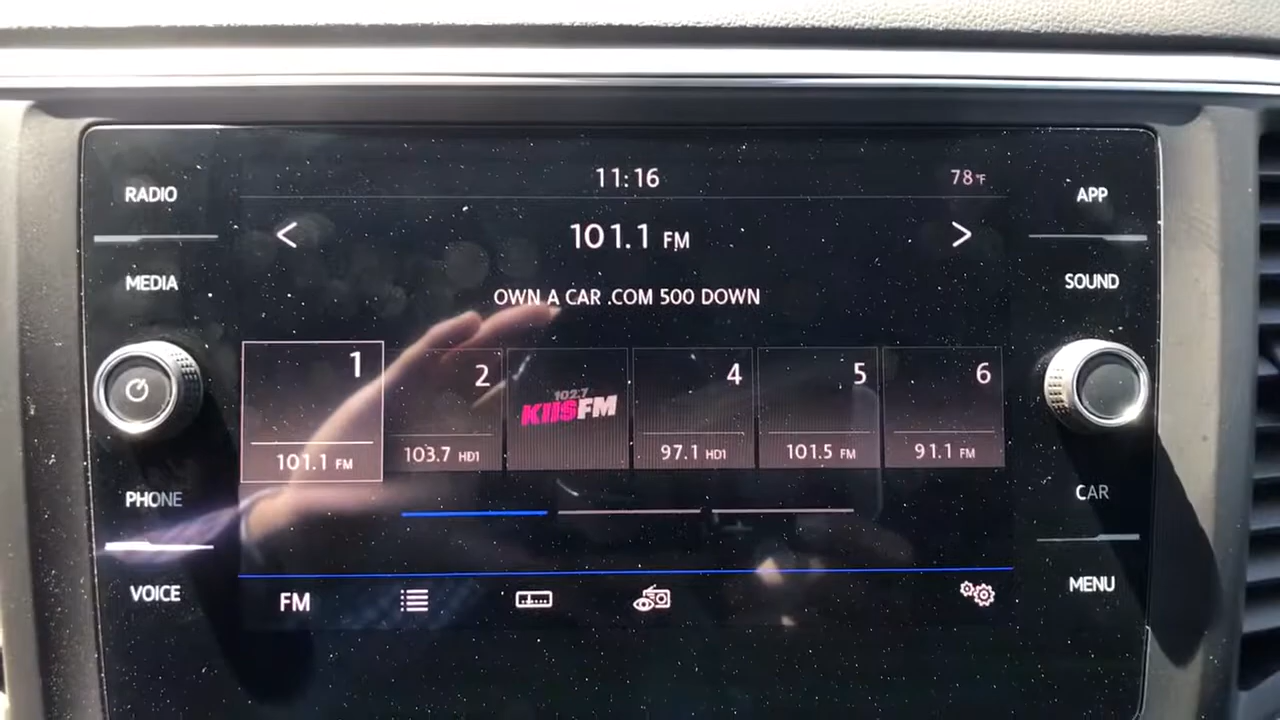 11:16 78°F
RADIO APP
< 101.1 FM >
MEDIA SOUND
OWN A CAR .COM 500 DOWN
1 2 4 5 6
102.7
KIISFM
101.1 FM 103.7 HD1 97.1 HD1 101.5 FM 91.1 FM
PHONE CAR
VOICE FM MENU